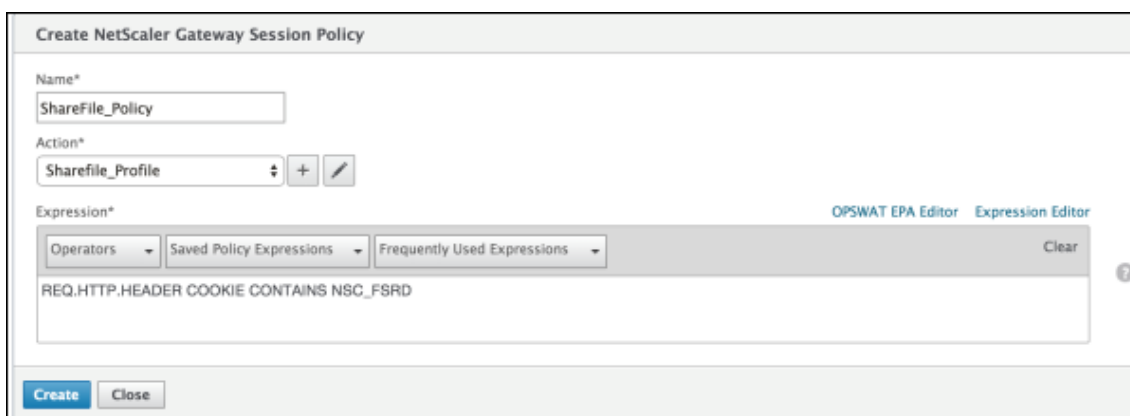 Create NetScaler Gateway Session Policy
Name*
ShareFile_Policy
Action*
Sharefile_Profile
Expression*
OPSWAT EPA Editor Expression Editor
Operators Saved Policy Expressions Frequently Used Expressions Clear
REQ.HTTP.HEADER COOKIE CONTAINS NSC_FSRD
?
Create Close